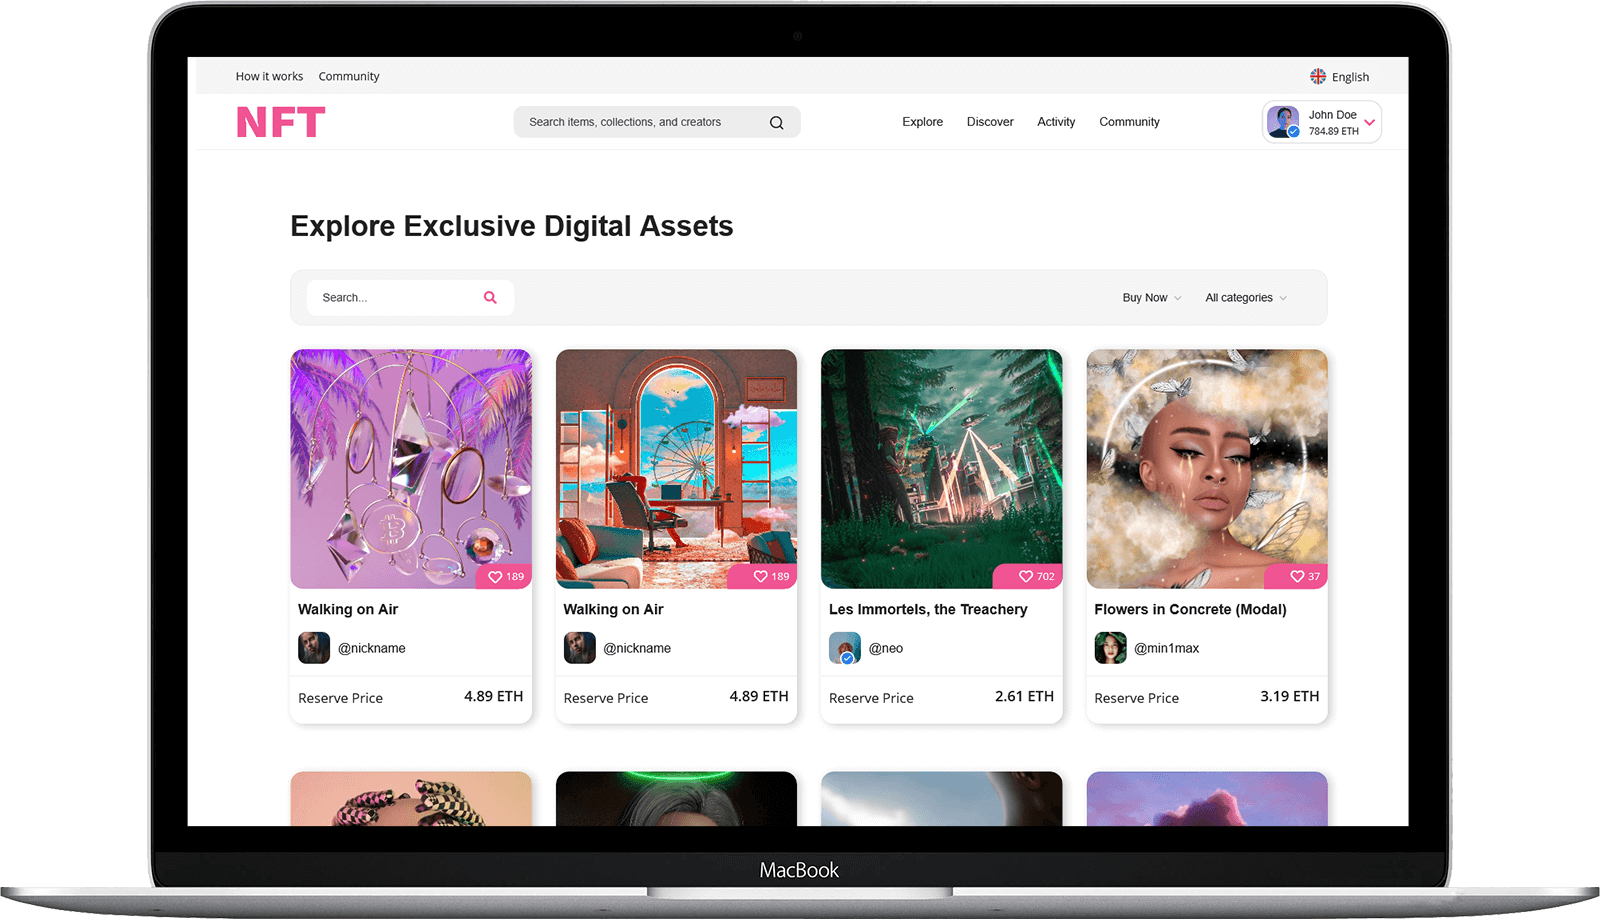 How it works Community English
NFT Search items, collections, and creators Explore Discover Activity Community John Doe
784.89 ETH
Explore Exclusive Digital Assets
Search... Buy Now All categories
189 189 702 37
Walking on Air Walking on Air Les Immortels, the Treachery Flowers in Concrete (Modal)
@nickname @nickname @neo @min1max
Reserve Price 4.89 ETH Reserve Price 4.89 ETH Reserve Price 2.61 ETH Reserve Price 3.19 ETH
MacBook